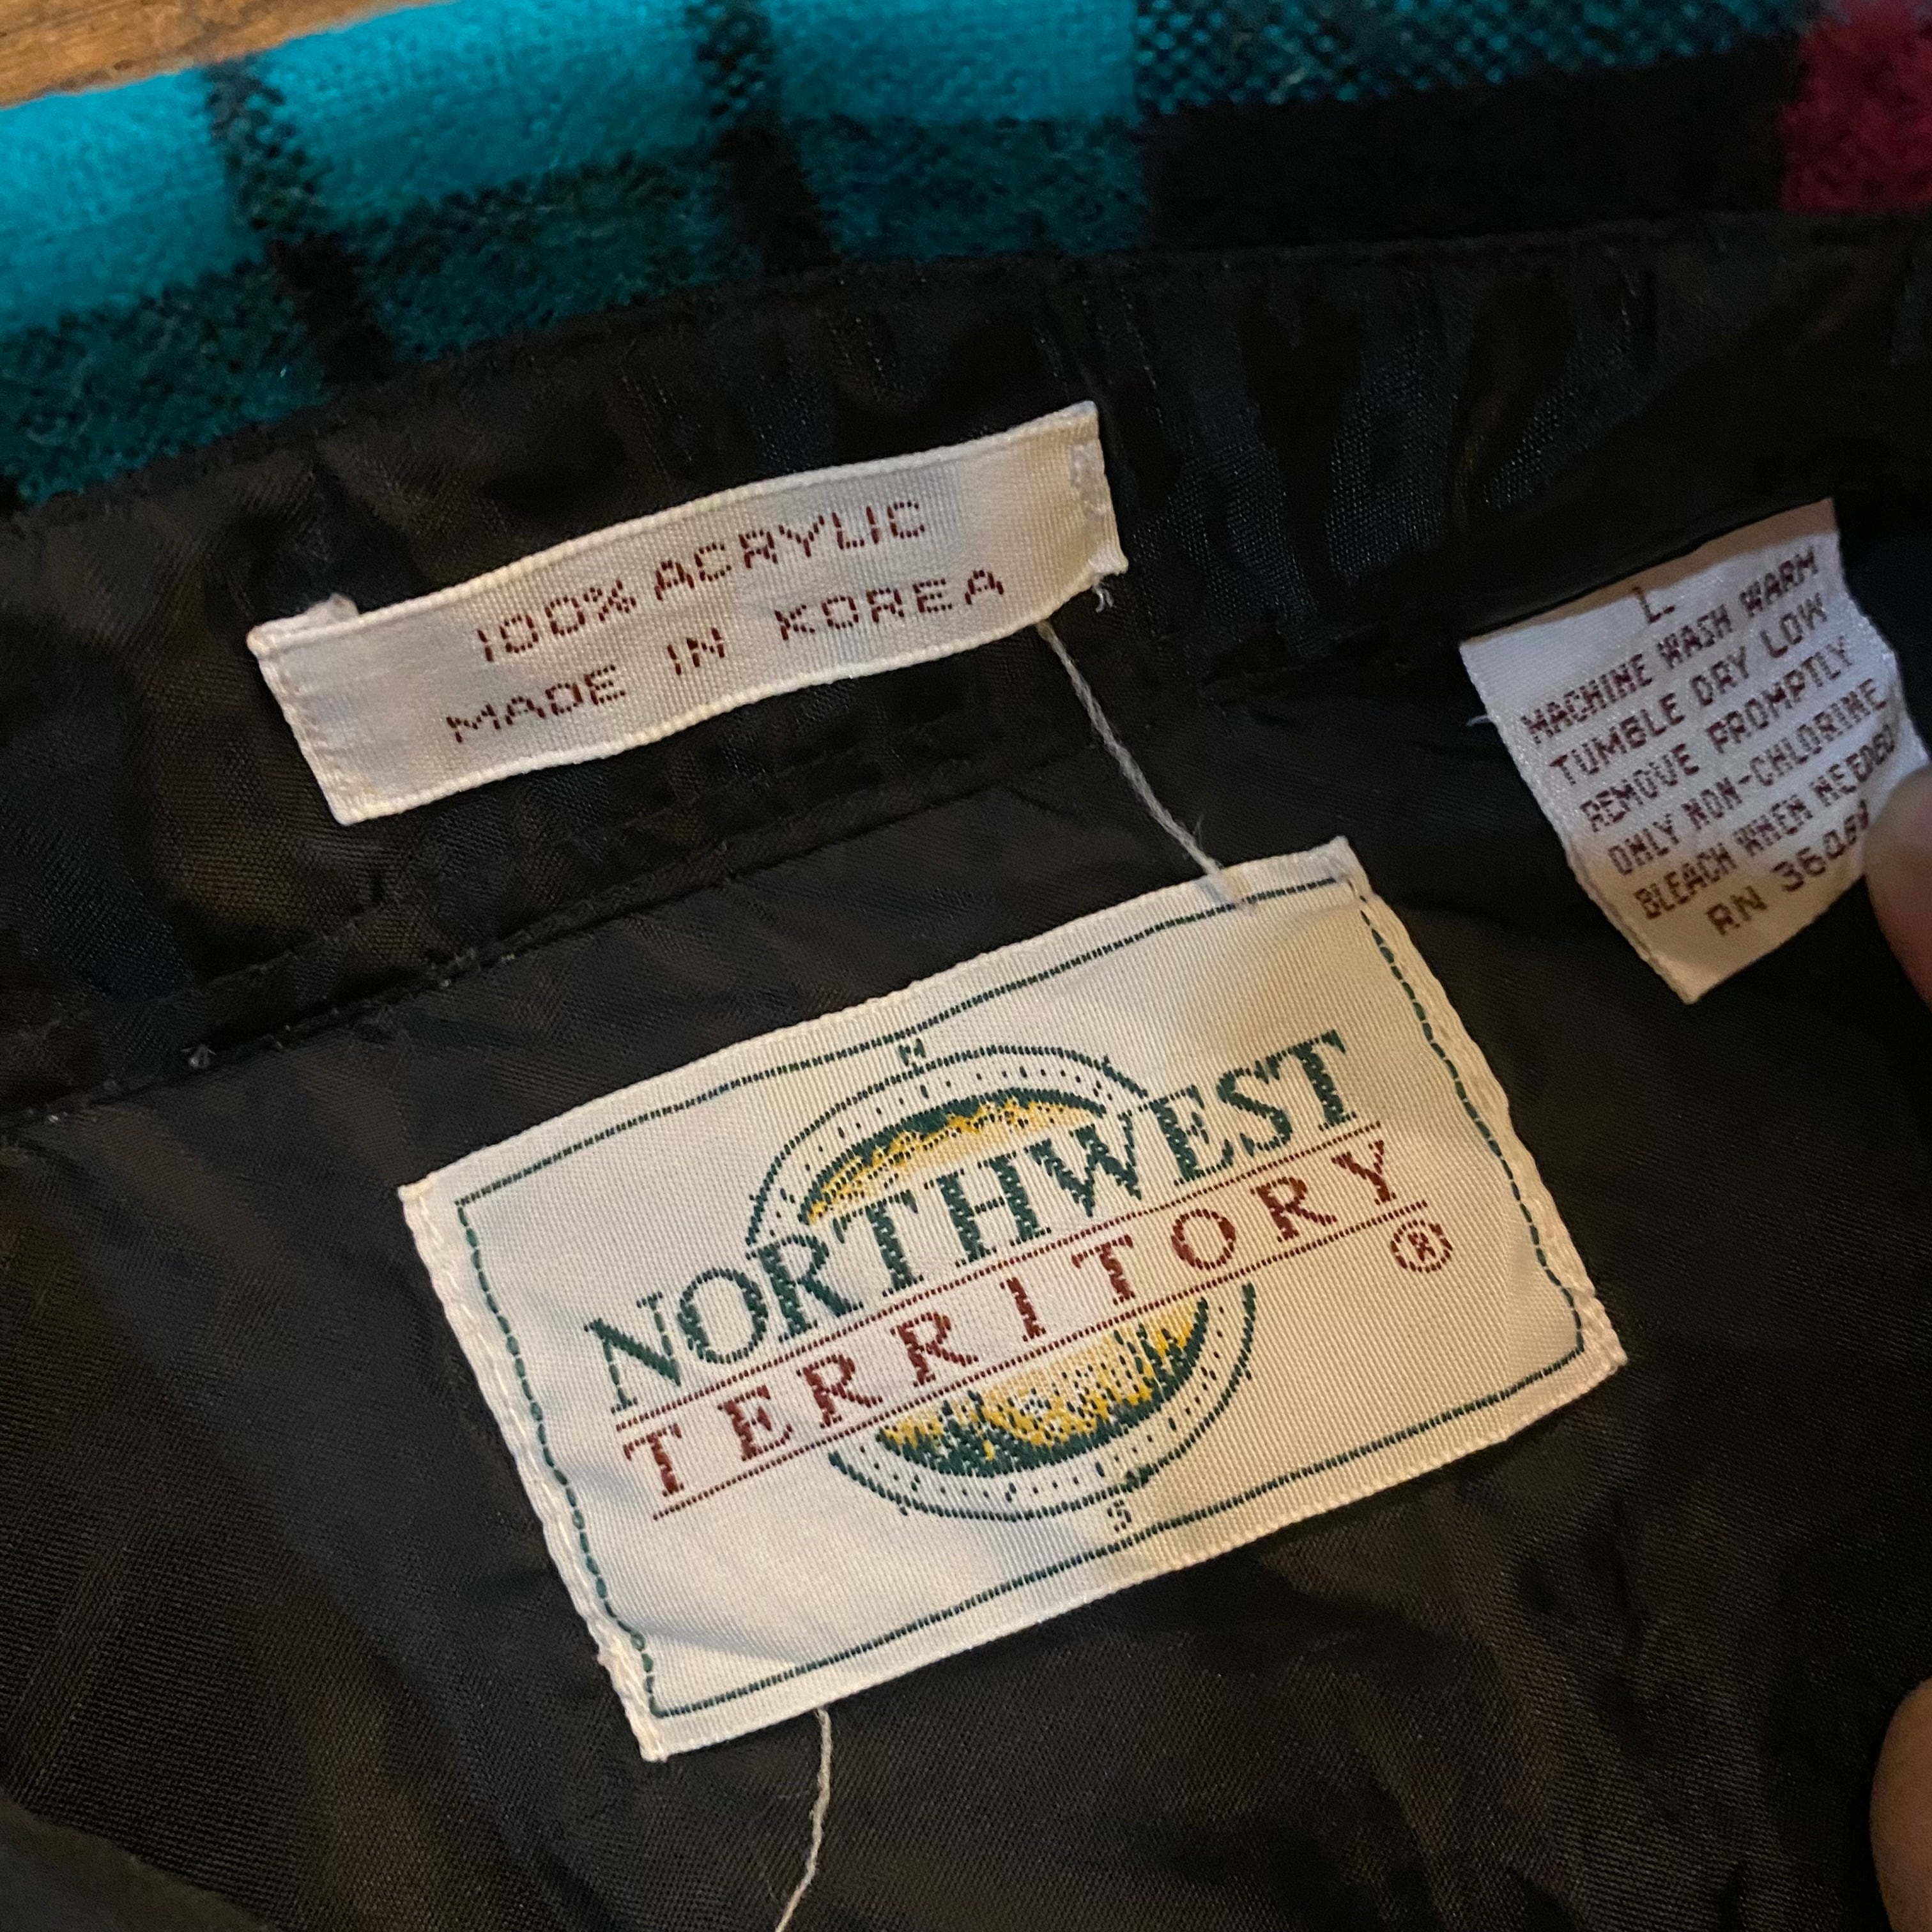 100% ACRYLIC
MADE IN KOREA
L
MACHINE WASH WARM
TUMBLE DRY LOW
REMOVE PROMPTLY
ONLY NON-CHLORINE
BLEACH WHEN NEEDED
RN
N
NORTHWEST
TERRITORY
®
S